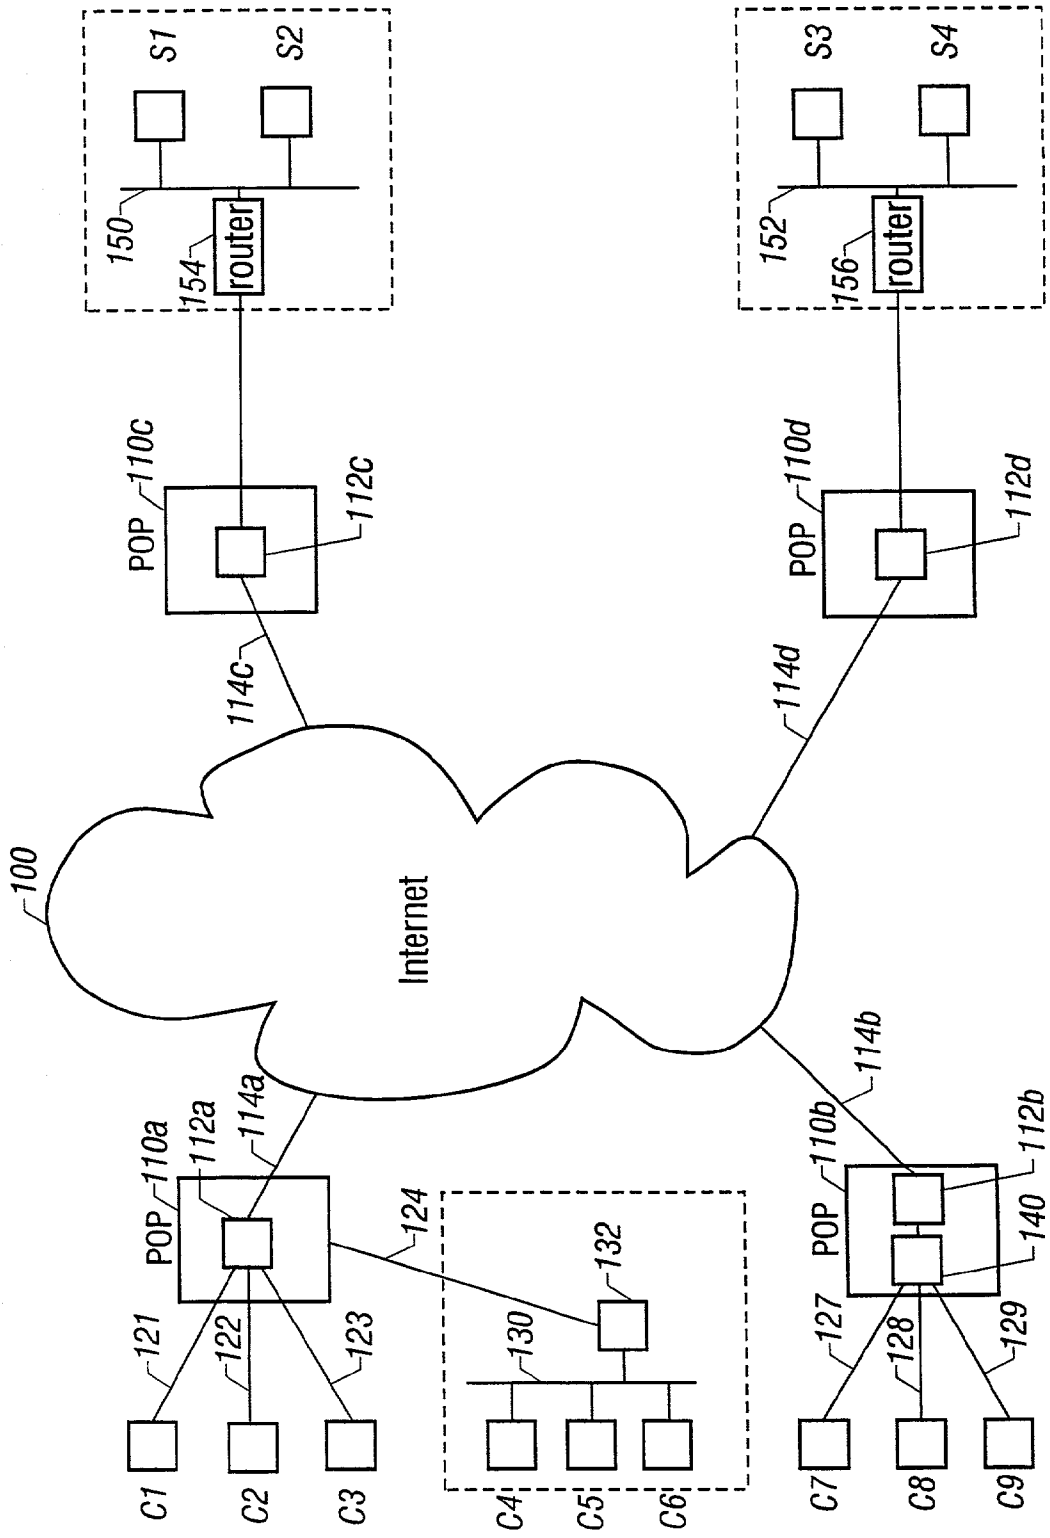 100
Internet
C1
C2
C3
121
122
123
POP
110a
112a
114a
124
C4
C5
C6
130
132
C7
C8
C9
127
128
129
POP
110b
140
112b
114b
114c
POP
110c
112c
150
154
router
S1
S2
114d
POP
110d
112d
152
156
router
S3
S4